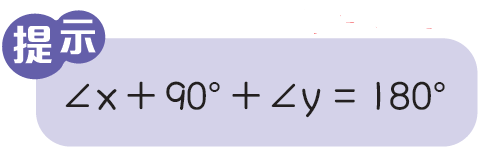 提示
∠x + 90° + ∠y = 180°